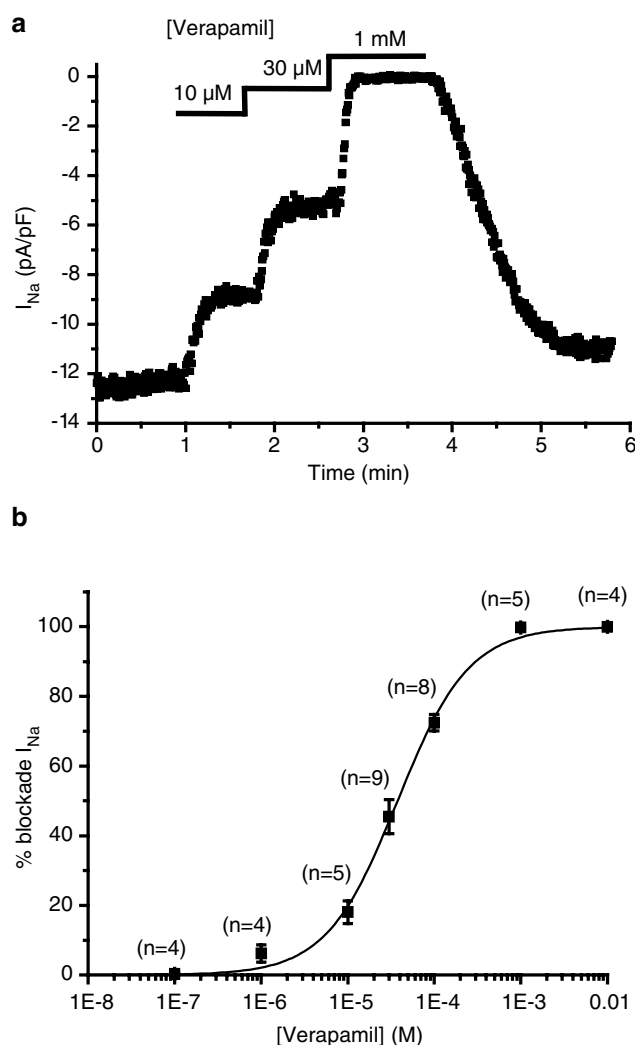 a
[Verapamil]
10 µM
30 µM
1 mM
0
-2
-4
-6
-8
-10
-12
-14
I_Na (pA/pF)
0 1 2 3 4 5 6
Time (min)
b
100
80
60
40
20
0
% blockade I_Na
(n=4)
(n=4)
(n=5)
(n=9)
(n=8)
(n=5)
(n=4)
1E-8 1E-7 1E-6 1E-5 1E-4 1E-3 0.01
[Verapamil] (M)